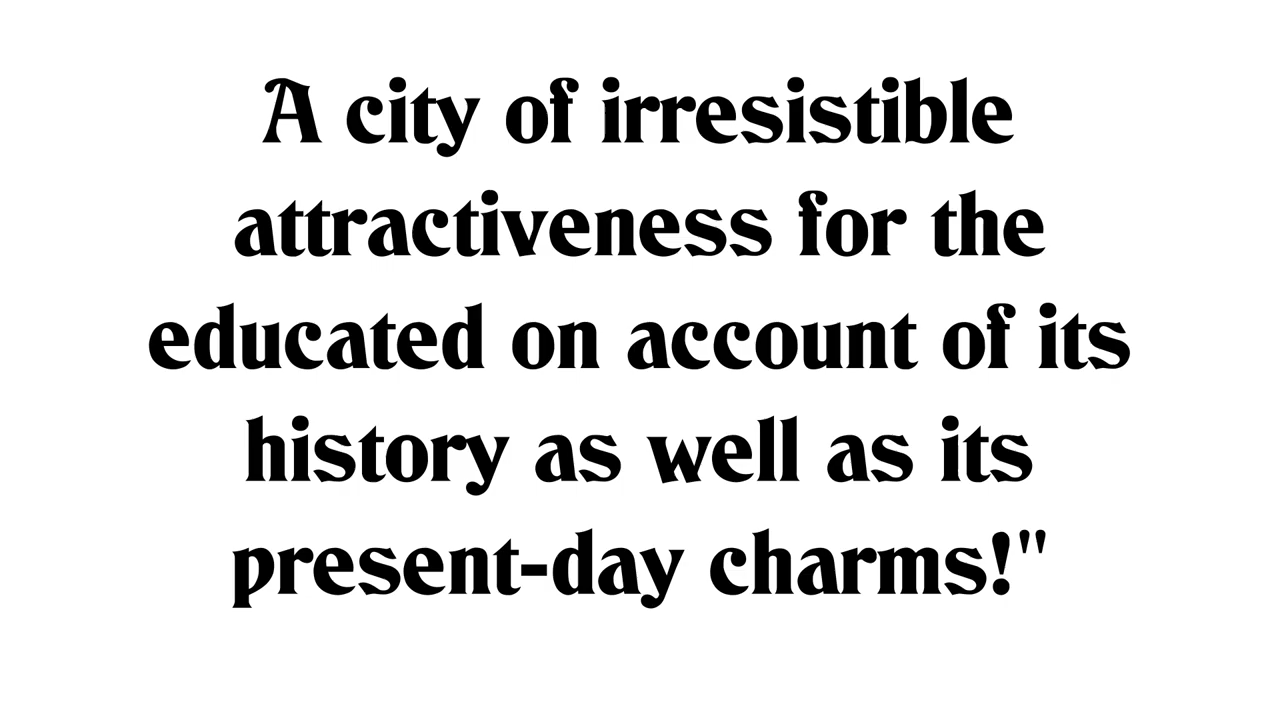 A city of irresistible
attractiveness for the
educated on account of its
history as well as its
present-day charms!"